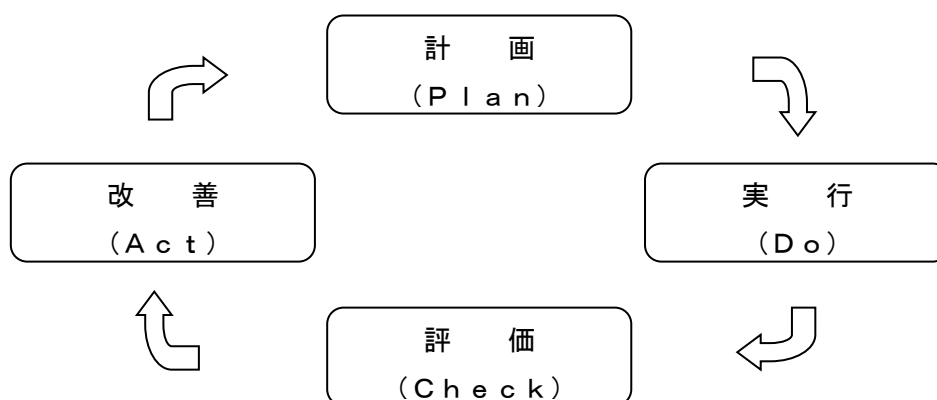 計　　画
（Ｐｌａｎ）
改　　善
（Ａｃｔ）
実　　行
（Ｄｏ）
評　　価
（Ｃｈｅｃｋ）